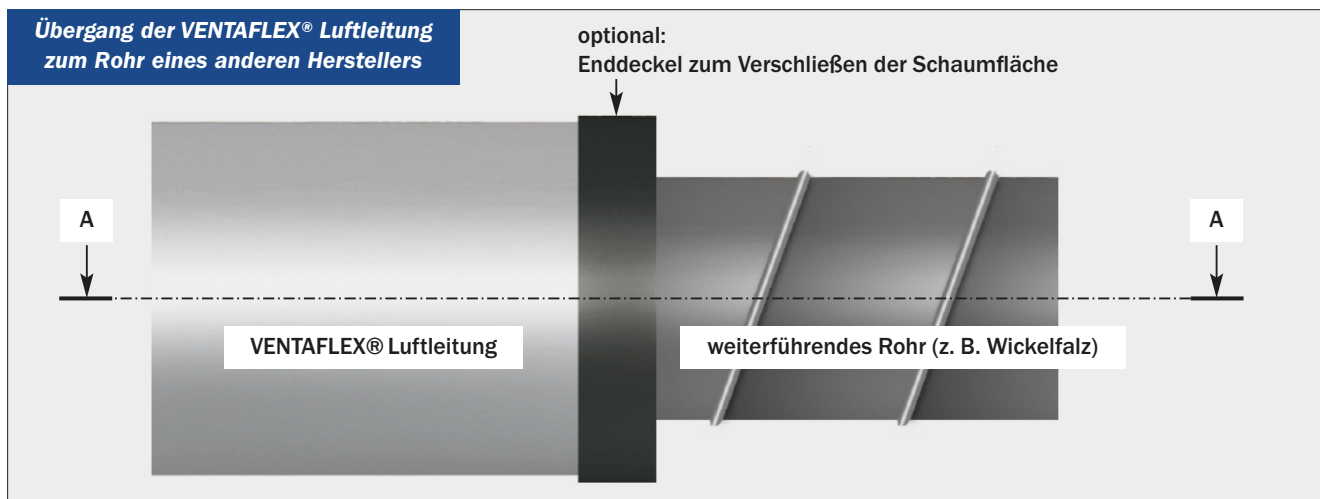 Übergang der VENTAFLEX® Luftleitung
zum Rohr eines anderen Herstellers
optional:
Enddeckel zum Verschließen der Schaumfläche
A
A
VENTAFLEX® Luftleitung
weiterführendes Rohr (z. B. Wickelfalz)